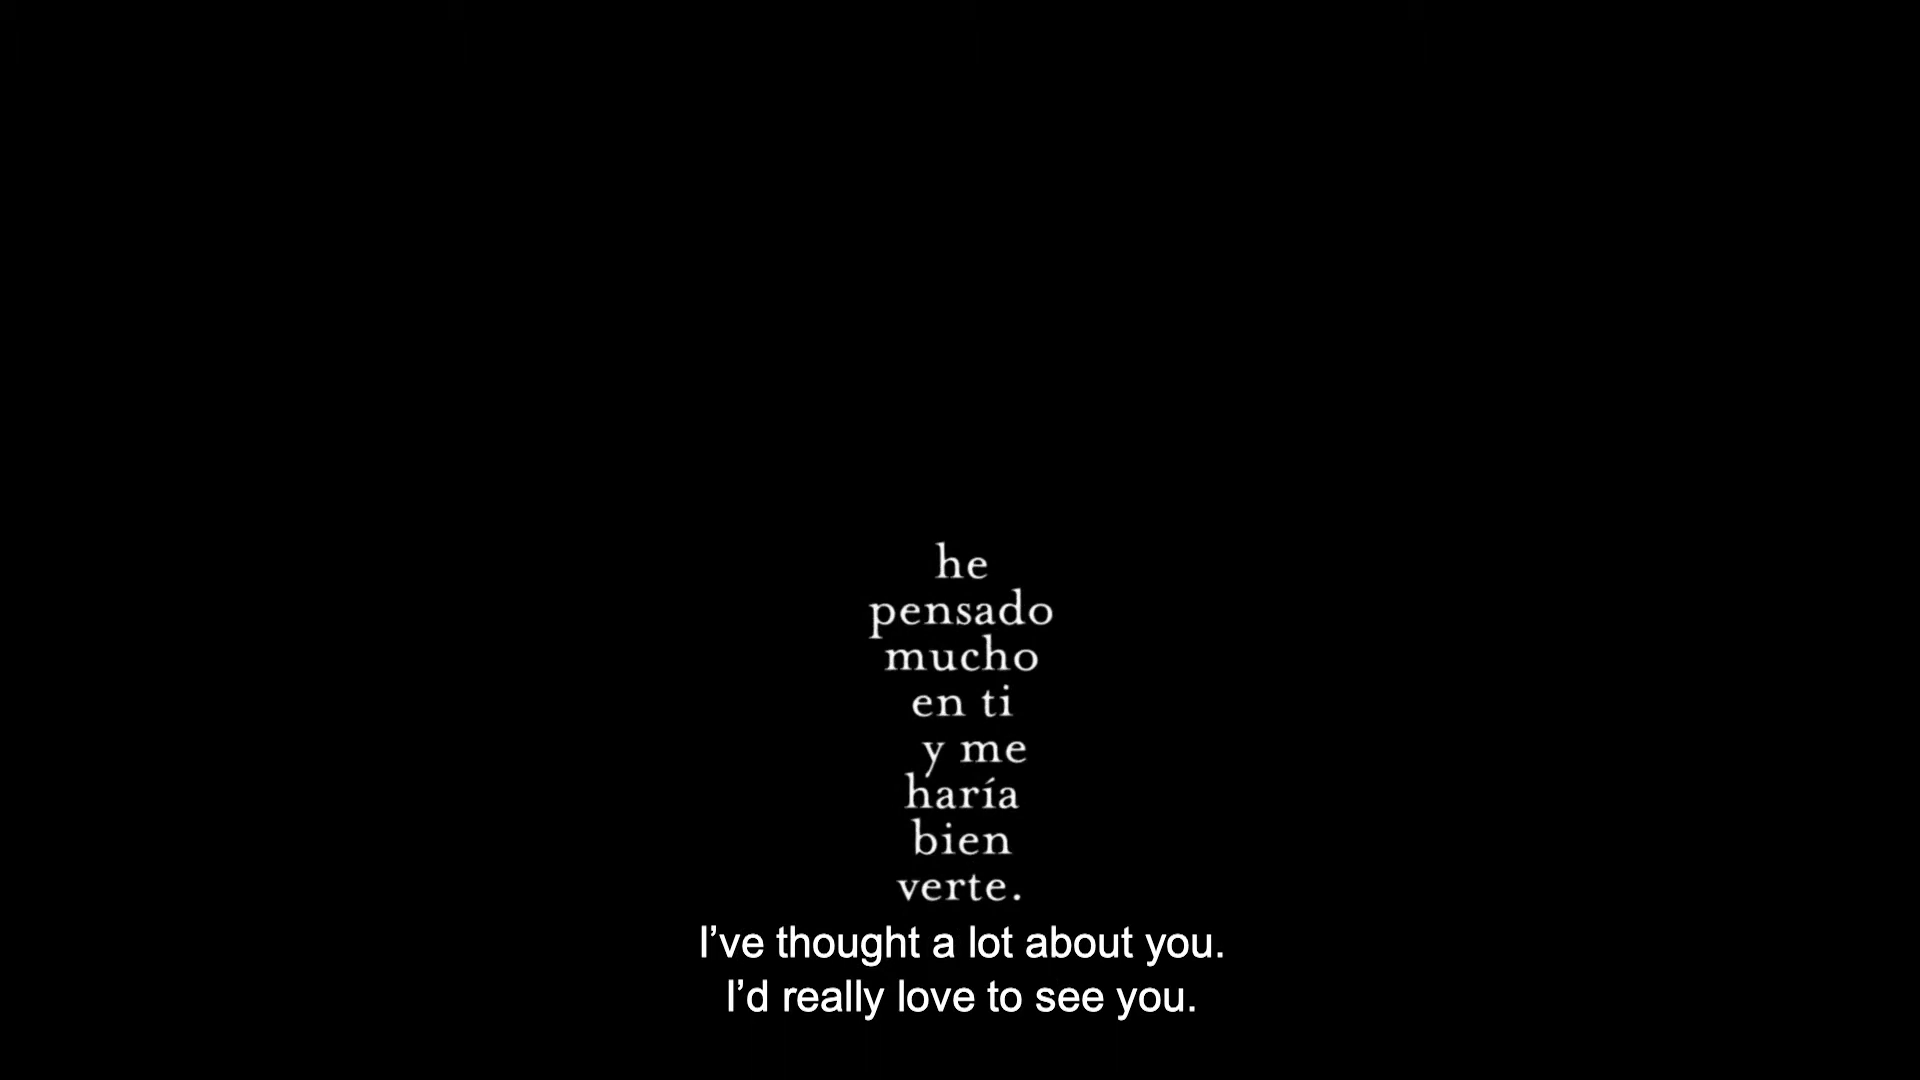 he
pensado
mucho
en ti
y me
haría
bien
verte.
I’ve thought a lot about you.
I’d really love to see you.